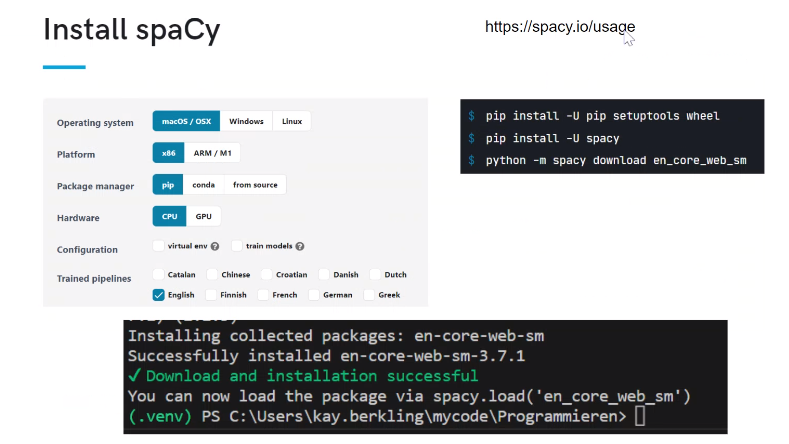 Install spaCy
https://spacy.io/usage
Operating system macOS / OSX Windows Linux
Platform x86 ARM / M1
Package manager pip conda from source
Hardware CPU GPU
Configuration virtual env ? train models ?
Trained pipelines Catalan Chinese Croatian Danish Dutch
English Finnish French German Greek
$ pip install -U pip setuptools wheel
$ pip install -U spacy
$ python -m spacy download en_core_web_sm
Installing collected packages: en-core-web-sm
Successfully installed en-core-web-sm-3.7.1
✓ Download and installation successful
You can now load the package via spacy.load('en_core_web_sm')
(.venv) PS C:\Users\kay.berkling\mycode\Programmieren>